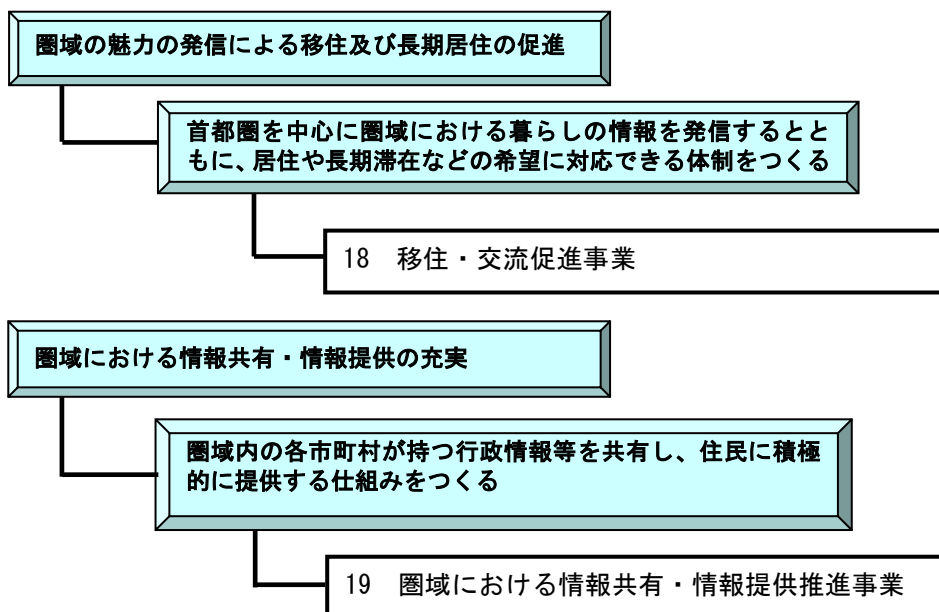 圏域の魅力の発信による移住及び長期居住の促進
首都圏を中心に圏域における暮らしの情報を発信するとと
もに、居住や長期滞在などの希望に対応できる体制をつくる
18　移住・交流促進事業
圏域における情報共有・情報提供の充実
圏域内の各市町村が持つ行政情報等を共有し、住民に積極
的に提供する仕組みをつくる
19　圏域における情報共有・情報提供推進事業